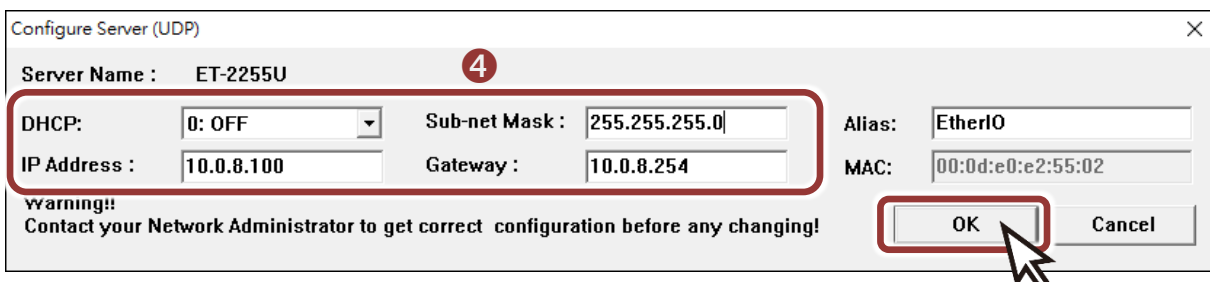 Configure Server (UDP)
Server Name : ET-2255U
4
DHCP: 0: OFF Sub-net Mask : 255.255.255.0 Alias: EtherIO
IP Address : 10.0.8.100 Gateway : 10.0.8.254 MAC: 00:0d:e0:e2:55:02
Warning!!
Contact your Network Administrator to get correct configuration before any changing!
OK Cancel